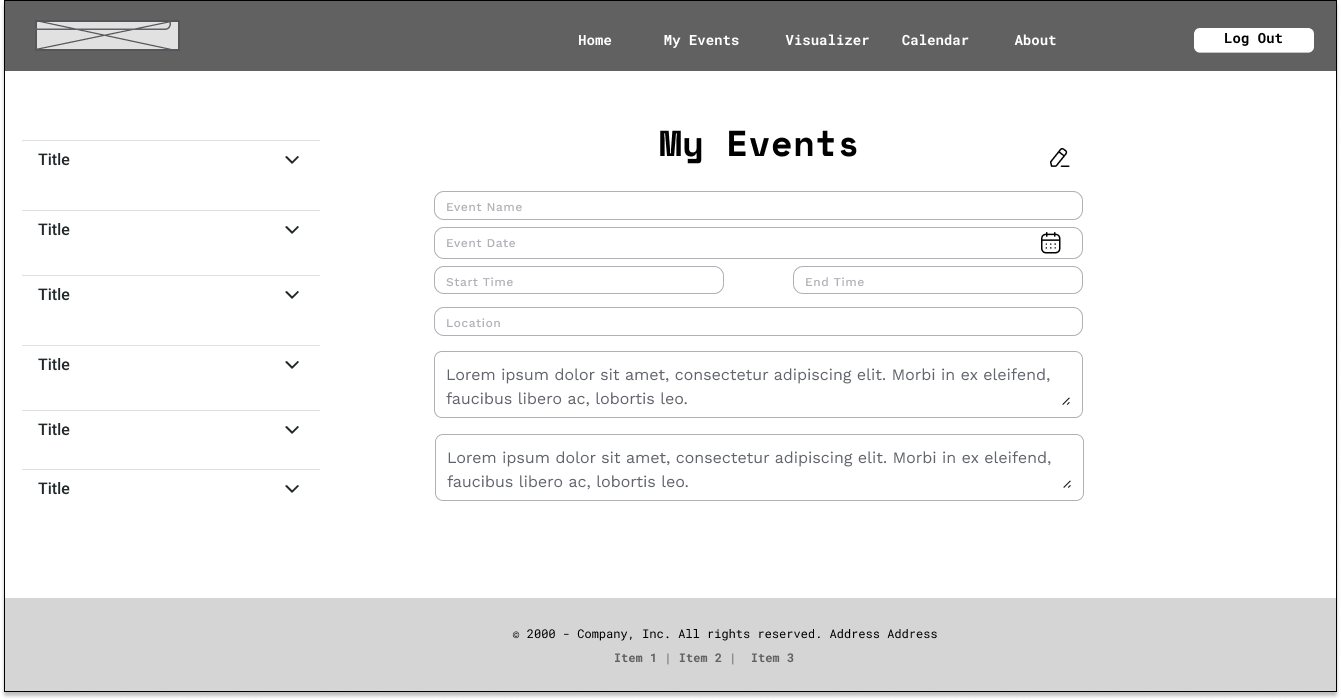 Home My Events Visualizer Calendar About Log Out
Title
Title
Title
Title
Title
Title
My Events
Event Name
Event Date
Start Time End Time
Location
Lorem ipsum dolor sit amet, consectetur adipiscing elit. Morbi in ex eleifend,
faucibus libero ac, lobortis leo.
Lorem ipsum dolor sit amet, consectetur adipiscing elit. Morbi in ex eleifend,
faucibus libero ac, lobortis leo.
© 2000 - Company, Inc. All rights reserved. Address Address
Item 1 | Item 2 | Item 3